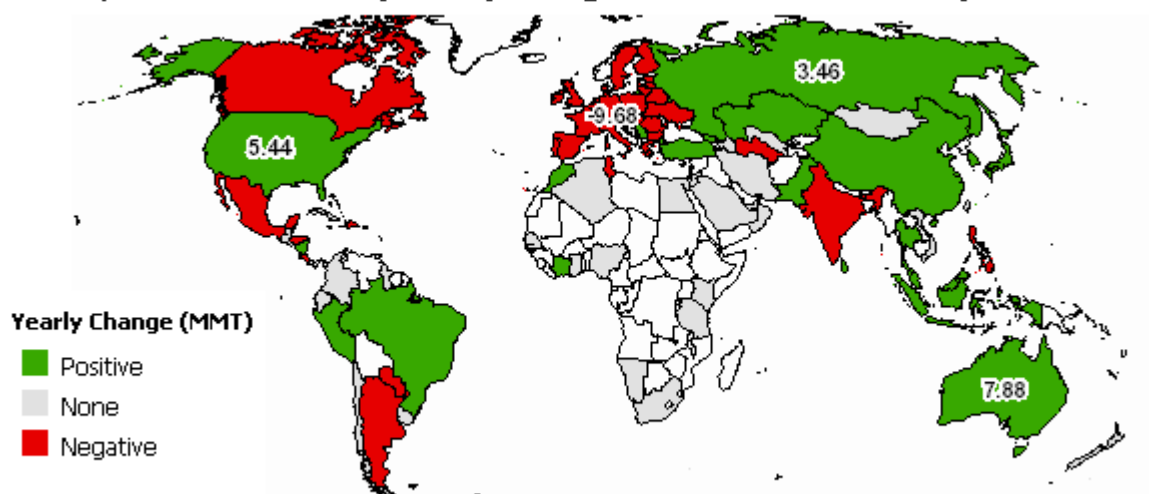 3.46
-9.68
5.44
7.88
Yearly Change (MMT)
Positive
None
Negative